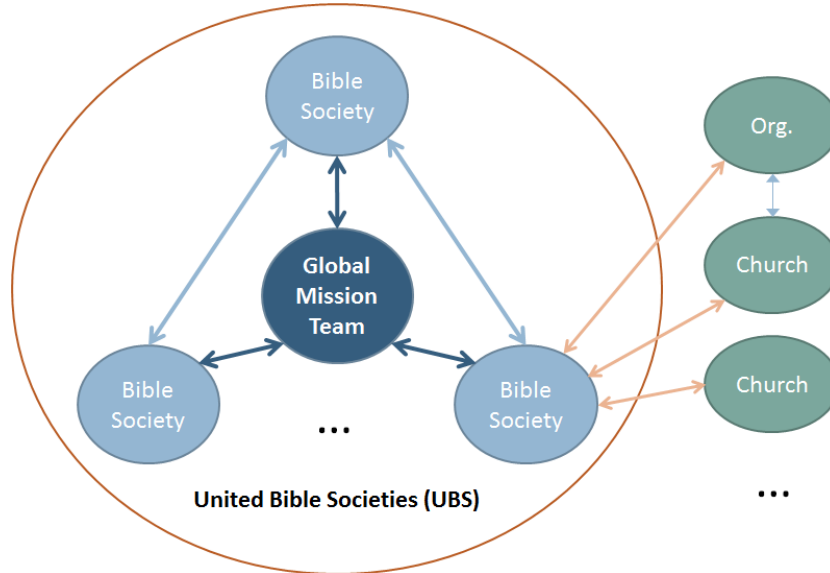 Bible
Society
Org.
Global
Mission
Team
Church
Bible
Society
Bible
Society
Church
...
United Bible Societies (UBS)
...